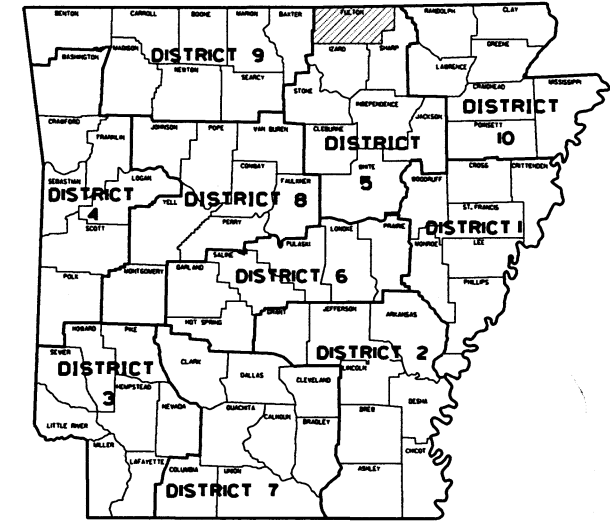 BENTON CARROLL BOONE MARION BAXTER FULTON RANDOLPH CLAY
MADISON IZARD SHARP GREENE
WASHINGTON DISTRICT 9 LAWRENCE
NEWTON SEARCY STONE CRAIGHEAD MISSISSIPPI
INDEPENDENCE DISTRICT
CRAWFORD JOHNSON POPE VAN BUREN CLEBURNE JACKSON POINSETT 10
FRANKLIN DISTRICT
CONWAY WHITE CROSS CRITTENDEN
SEBASTIAN LOGAN FAULKNER 5 WOODRUFF
DISTRICT YELL DISTRICT 8 ST. FRANCIS
4 PERRY LONOKE PRAIRIE DISTRICT 1
SCOTT SALINE PULASKI MONROE LEE
POLK MONTGOMERY GARLAND DISTRICT 6 PHILLIPS
HOT SPRING GRANT JEFFERSON ARKANSAS
HOWARD PIKE
SEVIER CLARK DISTRICT 2
DISTRICT DALLAS LINCOLN
HEMPSTEAD CLEVELAND
3 NEVADA OUACHITA CALHOUN DREW DESHA
LITTLE RIVER BRADLEY
MILLER CHICOT
LAFAYETTE COLUMBIA UNION ASHLEY
DISTRICT 7